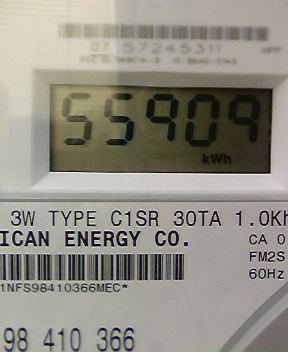 07 57245311
55909
kWh
3W TYPE C1SR 30TA 1.0Kh
ICAN ENERGY CO.
CA 0
FM2S
60Hz
1NFS98410366MEC*
98 410 366